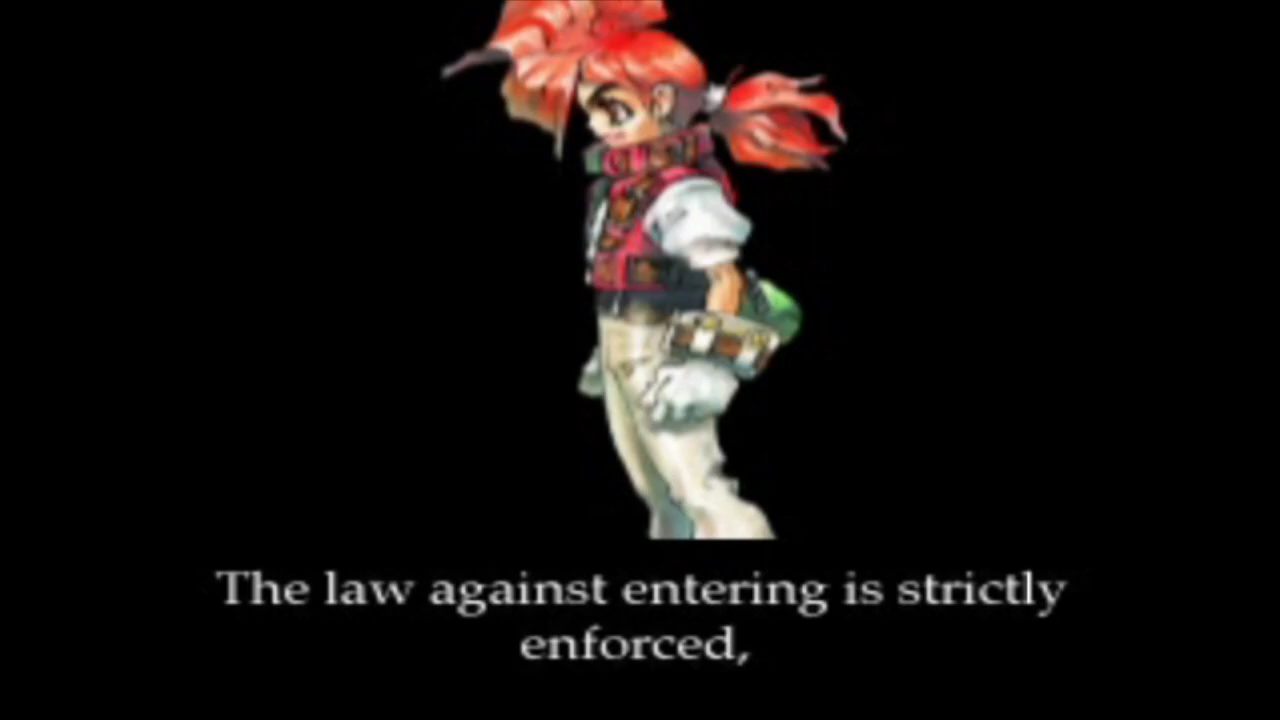 The law against entering is strictly
enforced,